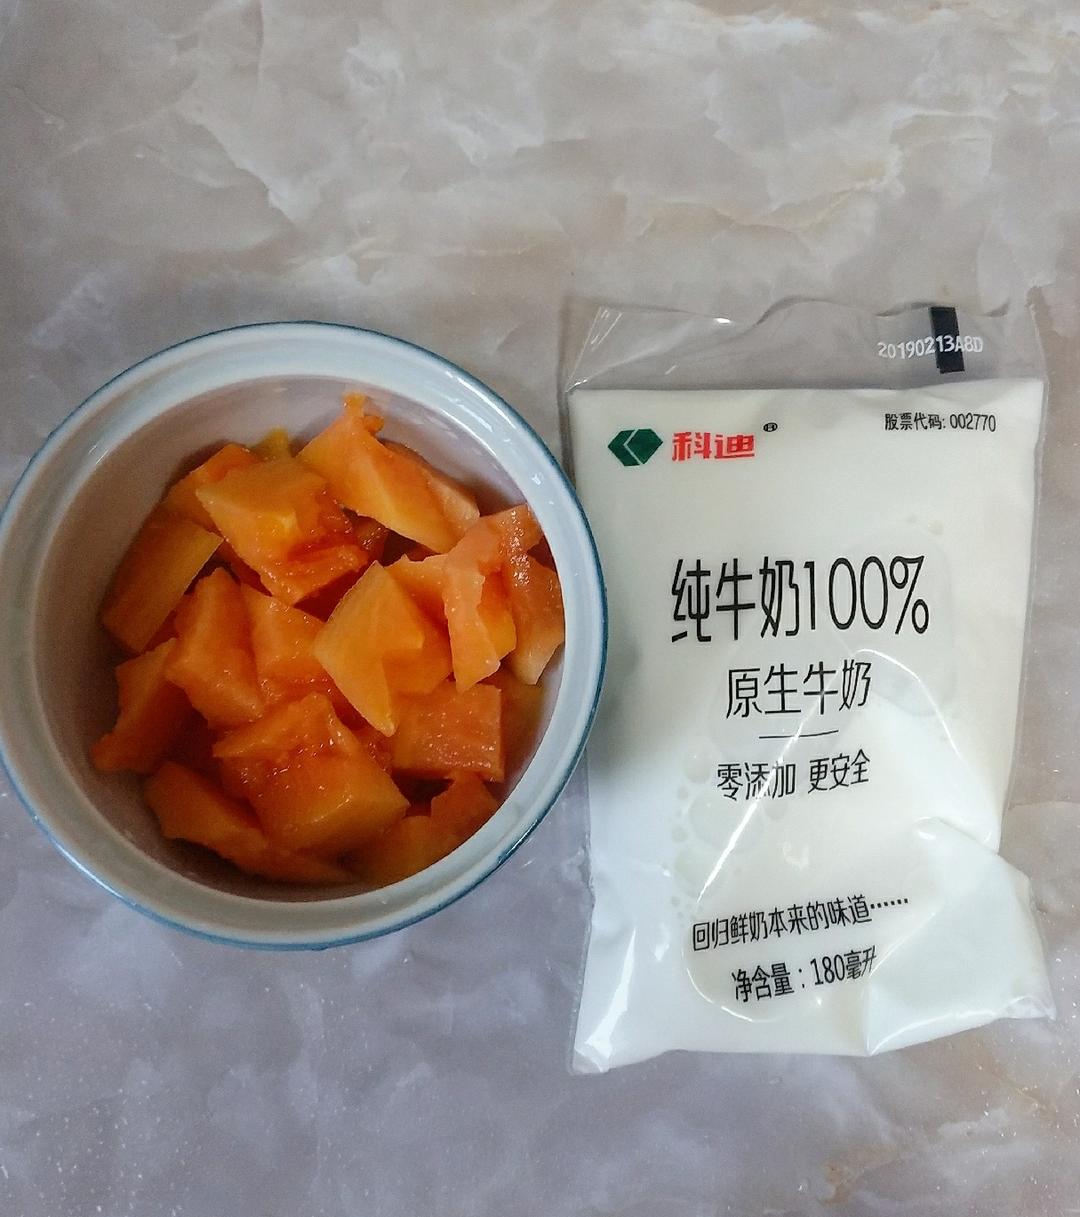 20190213A8D
科迪®
股票代码: 002770
纯牛奶100%
原生牛奶
零添加 更安全
回归鲜奶本来的味道……
净含量：180毫升